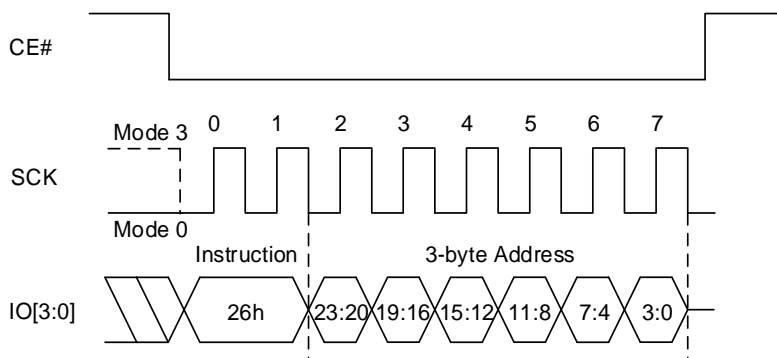 CE#
Mode 3
0 1 2 3 4 5 6 7
SCK
Mode 0
Instruction 3-byte Address
IO[3:0] 26h 23:20 19:16 15:12 11:8 7:4 3:0